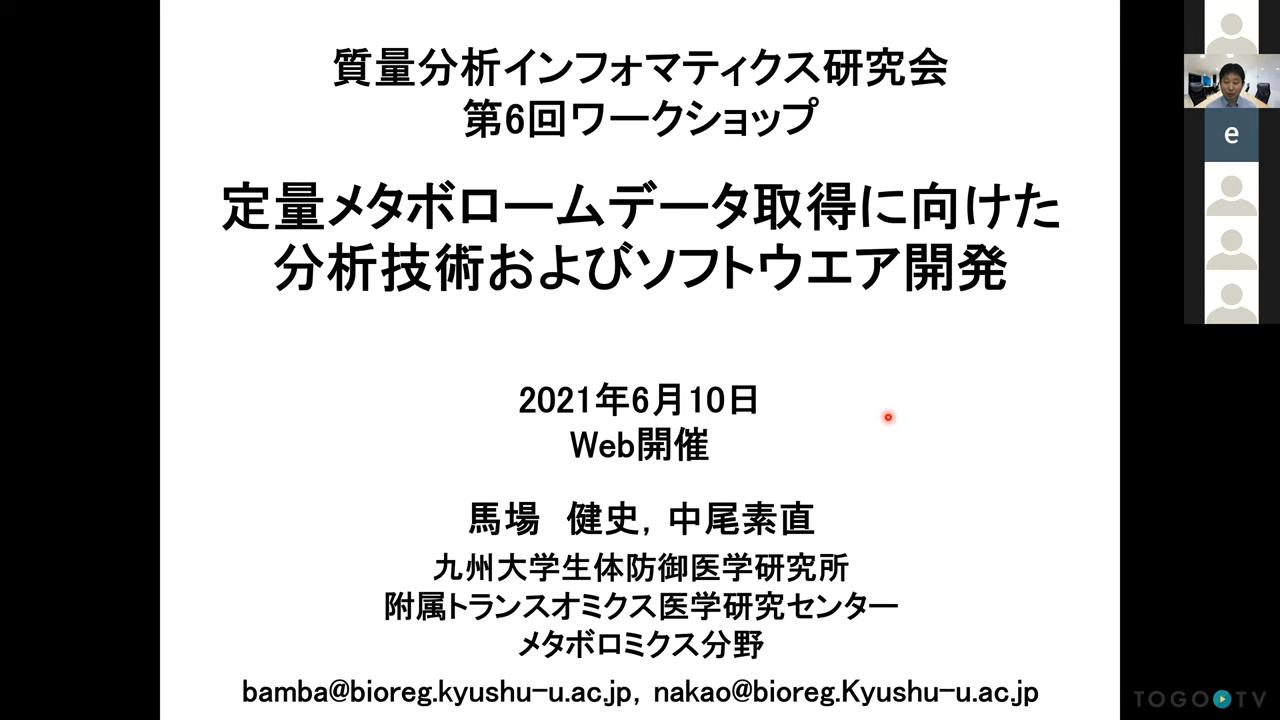 質量分析インフォマティクス研究会
第6回ワークショップ
定量メタボロームデータ取得に向けた
分析技術およびソフトウエア開発
2021年6月10日
Web開催
馬場　健史, 中尾素直
九州大学生体防御医学研究所
附属トランスオミクス医学研究センター
メタボロミクス分野
bamba@bioreg.kyushu-u.ac.jp, nakao@bioreg.Kyushu-u.ac.jp
e
TOGO TV